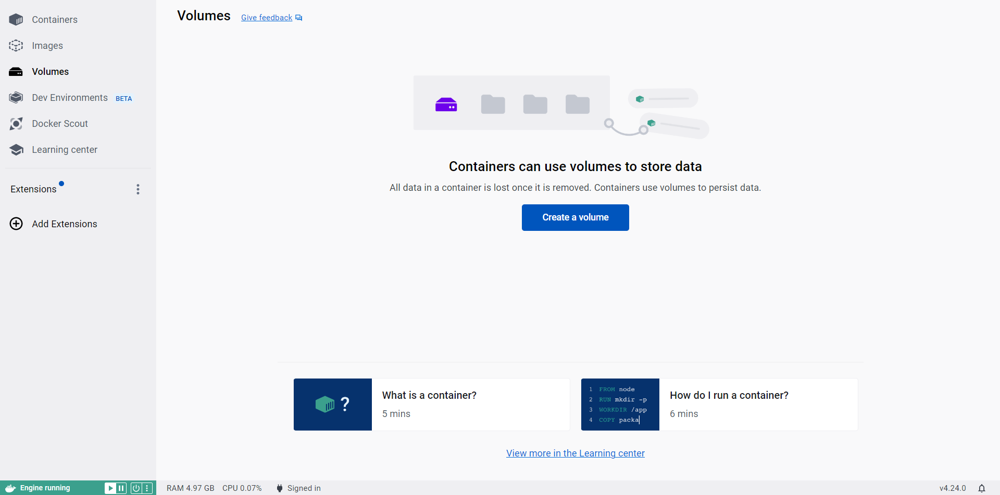 Containers
Images
Volumes
Dev Environments BETA
Docker Scout
Learning center
Extensions
Add Extensions
Volumes Give feedback
Containers can use volumes to store data
All data in a container is lost once it is removed. Containers use volumes to persist data.
Create a volume
?
What is a container?
5 mins
1 FROM node
2 RUN mkdir -p
3 WORKDIR /app
4 COPY packa
How do I run a container?
6 mins
View more in the Learning center
Engine running
RAM 4.97 GB CPU 0.07% Signed in
v4.24.0